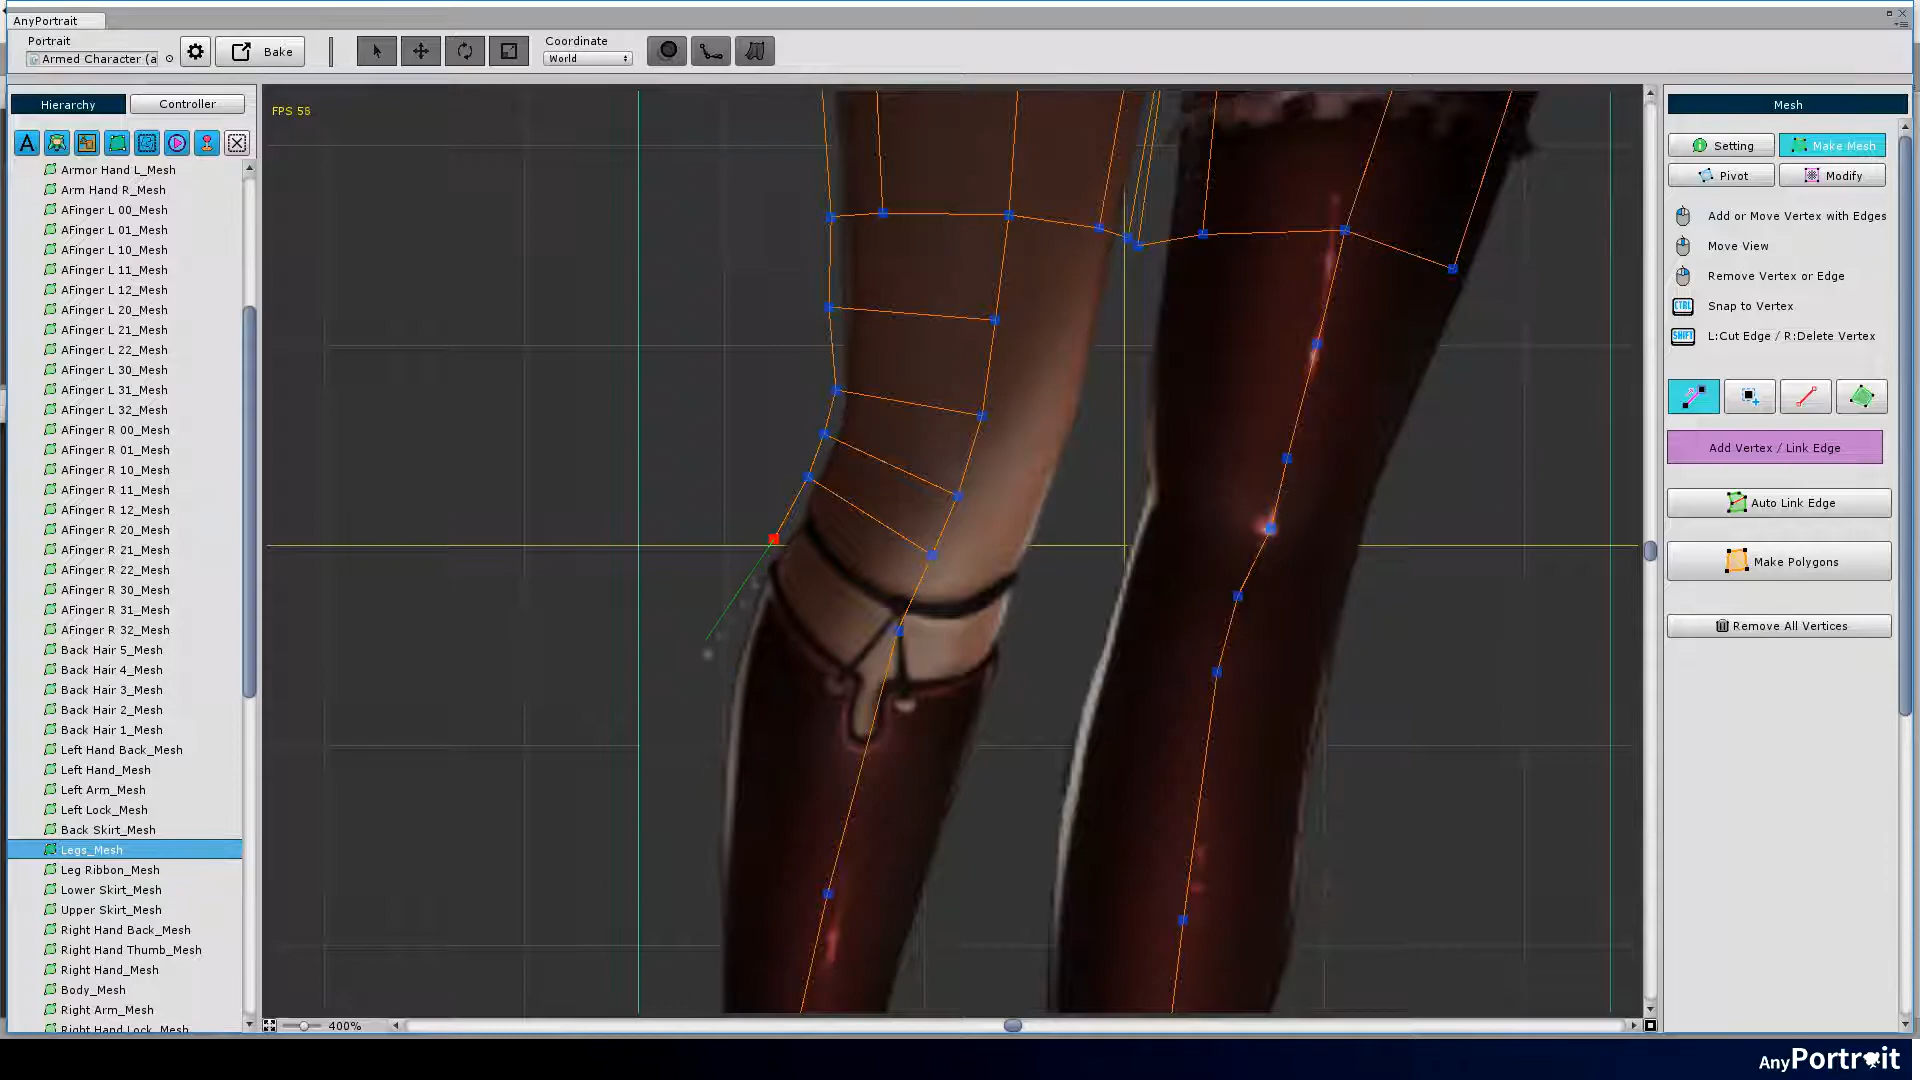 AnyPortrait
Portrait
Armed Character (a
Bake
Coordinate
World
Hierarchy
Controller
A
Armor Hand L_Mesh
Arm Hand R_Mesh
AFinger L 00_Mesh
AFinger L 01_Mesh
AFinger L 10_Mesh
AFinger L 11_Mesh
AFinger L 12_Mesh
AFinger L 20_Mesh
AFinger L 21_Mesh
AFinger L 22_Mesh
AFinger L 30_Mesh
AFinger L 31_Mesh
AFinger L 32_Mesh
AFinger R 00_Mesh
AFinger R 01_Mesh
AFinger R 10_Mesh
AFinger R 11_Mesh
AFinger R 12_Mesh
AFinger R 20_Mesh
AFinger R 21_Mesh
AFinger R 22_Mesh
AFinger R 30_Mesh
AFinger R 31_Mesh
AFinger R 32_Mesh
Back Hair 5_Mesh
Back Hair 4_Mesh
Back Hair 3_Mesh
Back Hair 2_Mesh
Back Hair 1_Mesh
Left Hand Back_Mesh
Left Hand_Mesh
Left Arm_Mesh
Left Lock_Mesh
Back Skirt_Mesh
Legs_Mesh
Leg Ribbon_Mesh
Lower Skirt_Mesh
Upper Skirt_Mesh
Right Hand Back_Mesh
Right Hand Thumb_Mesh
Right Hand_Mesh
Body_Mesh
Right Arm_Mesh
Right Hand Lock_Mesh
FPS 56
400%
Mesh
Setting
Make Mesh
Pivot
Modify
Add or Move Vertex with Edges
Move View
Remove Vertex or Edge
CTRL Snap to Vertex
SHIFT L:Cut Edge / R:Delete Vertex
Add Vertex / Link Edge
Auto Link Edge
Make Polygons
Remove All Vertices
AnyPortrait